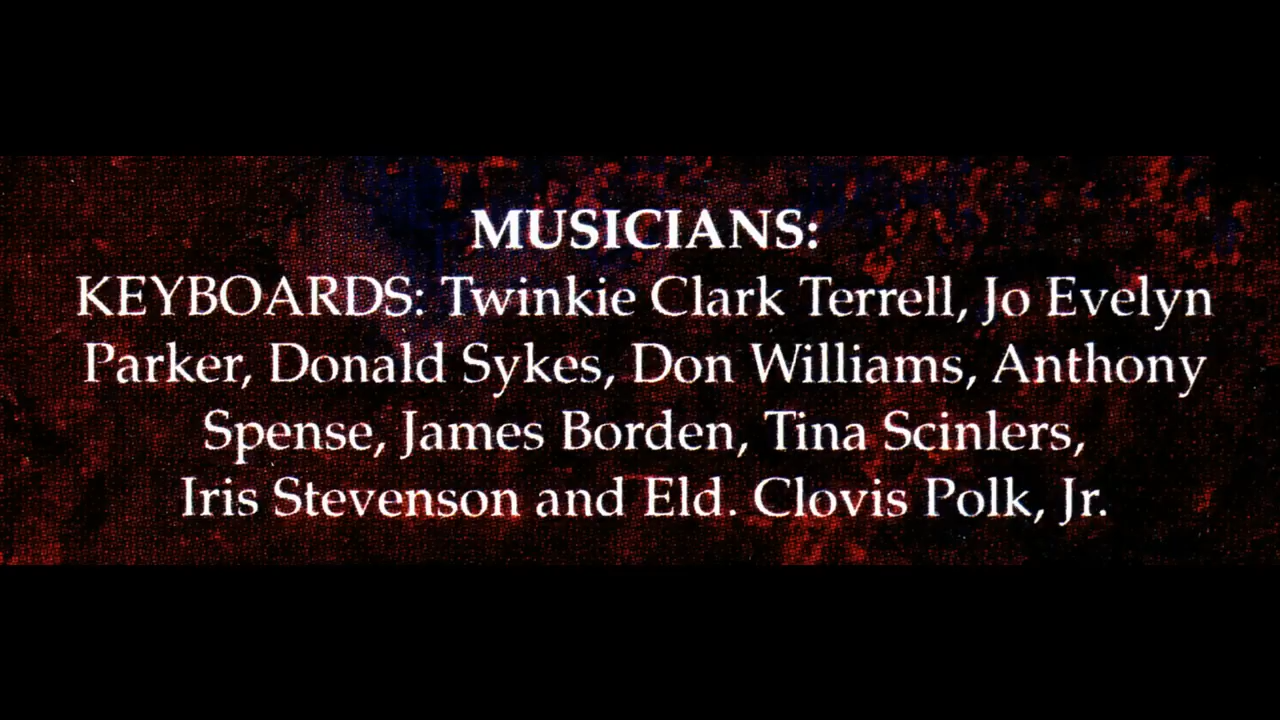 MUSICIANS:
KEYBOARDS: Twinkie Clark Terrell, Jo Evelyn
Parker, Donald Sykes, Don Williams, Anthony
Spense, James Borden, Tina Scinlers,
Iris Stevenson and Eld. Clovis Polk, Jr.